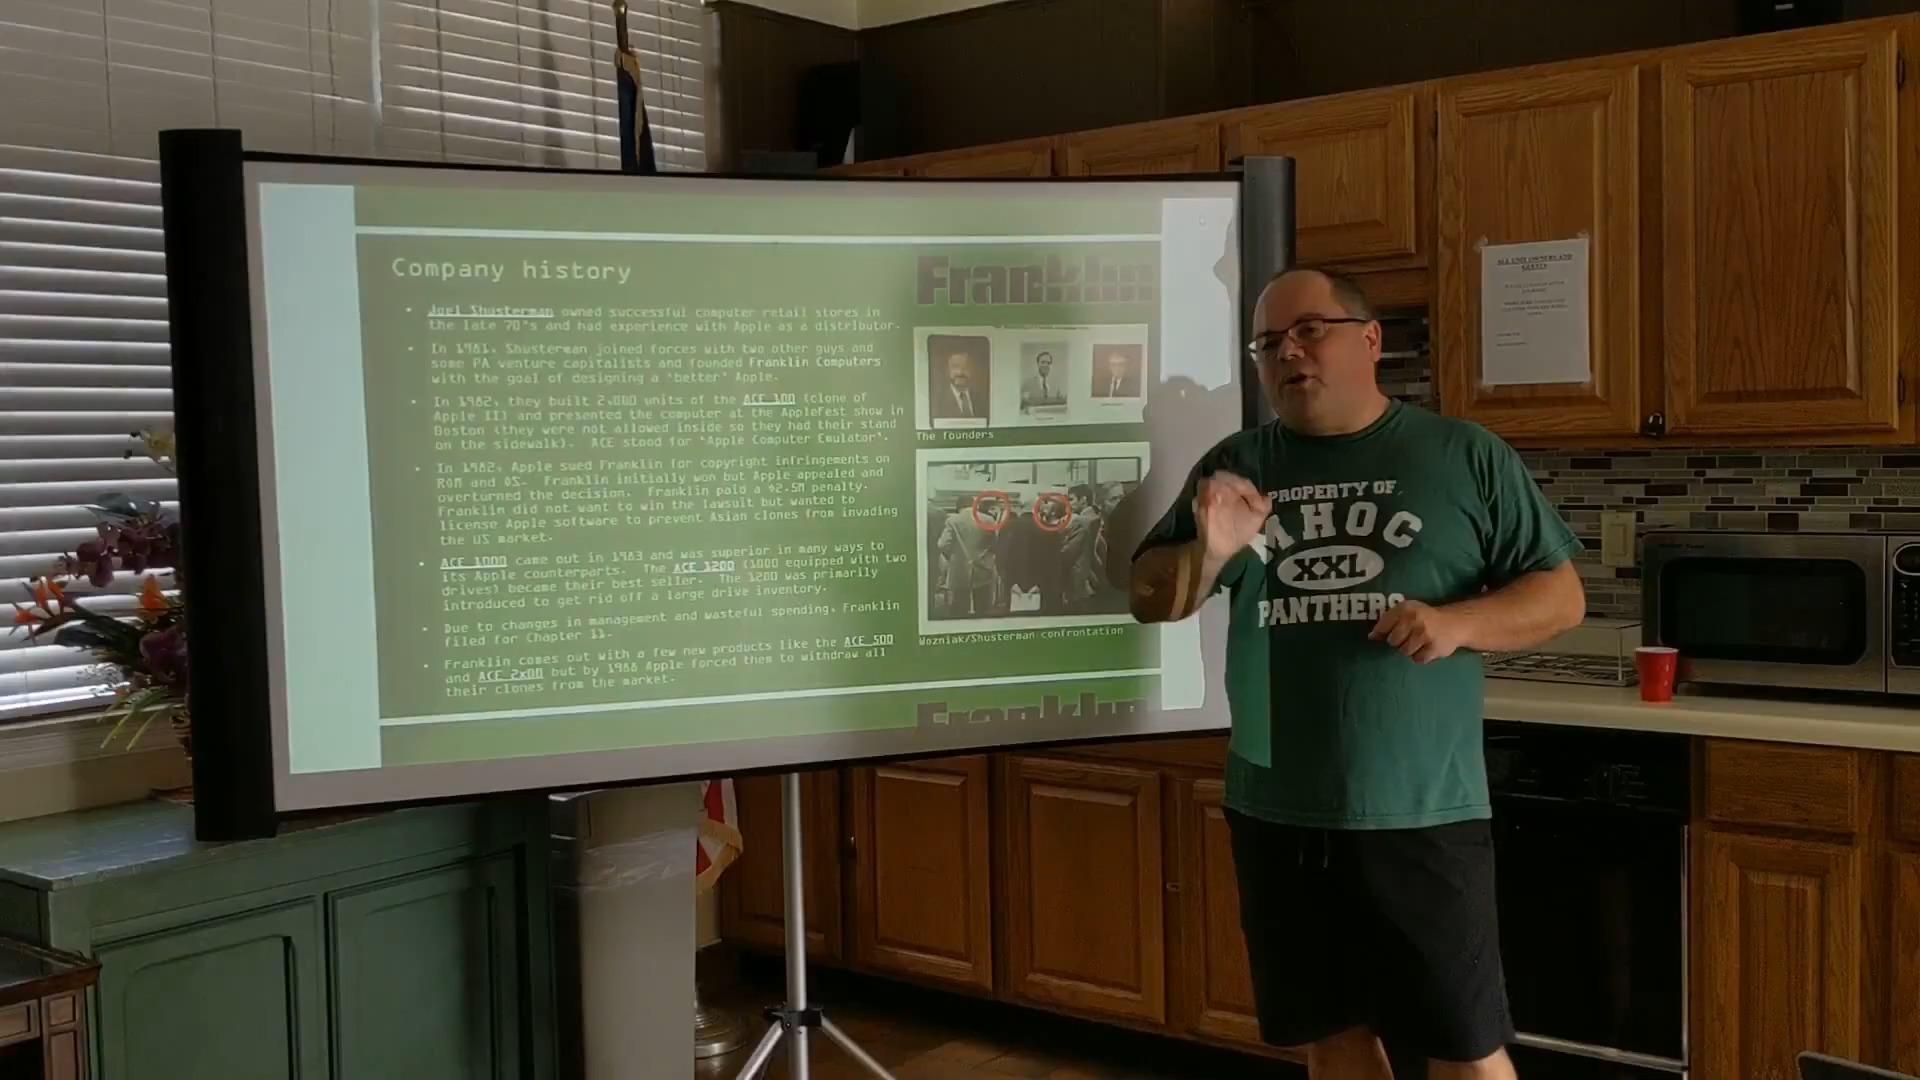 Company history
Franklin
• Joel Shusterman owned successful computer retail stores in
the late 70's and had experience with Apple as a distributor.
• In 1981, Shusterman joined forces with two other guys and
some PA venture capitalists and founded Franklin Computers
with the goal of designing a "better" Apple.
• In 1982, they built 2,000 units of the ACE 100 (clone of
Apple II) and presented the computer at the AppleFest show in
Boston (they were not allowed inside so they had their stand
on the sidewalk). ACE stood for "Apple Computer Emulator".
• In 1982, Apple sued Franklin for copyright infringements on
ROM and OS. Franklin initially won but Apple appealed and
overturned the decision. Franklin paid a $2.5M penalty.
Franklin did not want to win the lawsuit but wanted to
license Apple software to prevent Asian clones from invading
the US market.
• ACE 1000 came out in 1983 and was superior in many ways to
its Apple counterparts. The ACE 1200 (1000 equipped with two
drives) became their best seller. The 1200 was primarily
introduced to get rid off a large drive inventory.
• Due to changes in management and wasteful spending, Franklin
filed for Chapter 11.
• Franklin comes out with a few new products like the ACE 500
and ACE 2x00 but by 1988 Apple forced them to withdraw all
their clones from the market.
The founders
Wozniak/Shusterman confrontation
Franklin
PROPERTY OF
MHOC
XXL
PANTHERS
ALL UNIT OWNERS AND
GUESTS